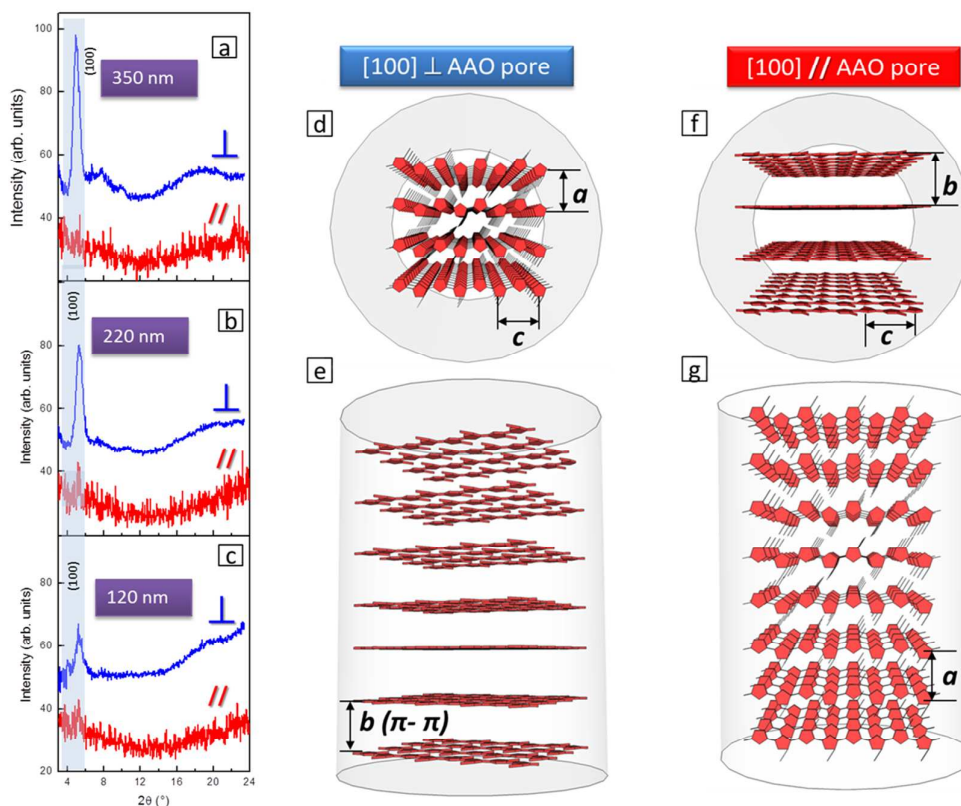 a
(100)
350 nm
⊥
//
100
80
60
40
Intensity (arb. units)
b
(100)
220 nm
⊥
//
80
60
40
Intensity (arb. units)
c
(100)
120 nm
⊥
//
80
60
40
20
Intensity (arb. units)
4 8 12 16 20 24
2θ (°)
[100] ⊥ AAO pore
d
a
c
e
b (π- π)
[100] // AAO pore
f
b
c
g
a